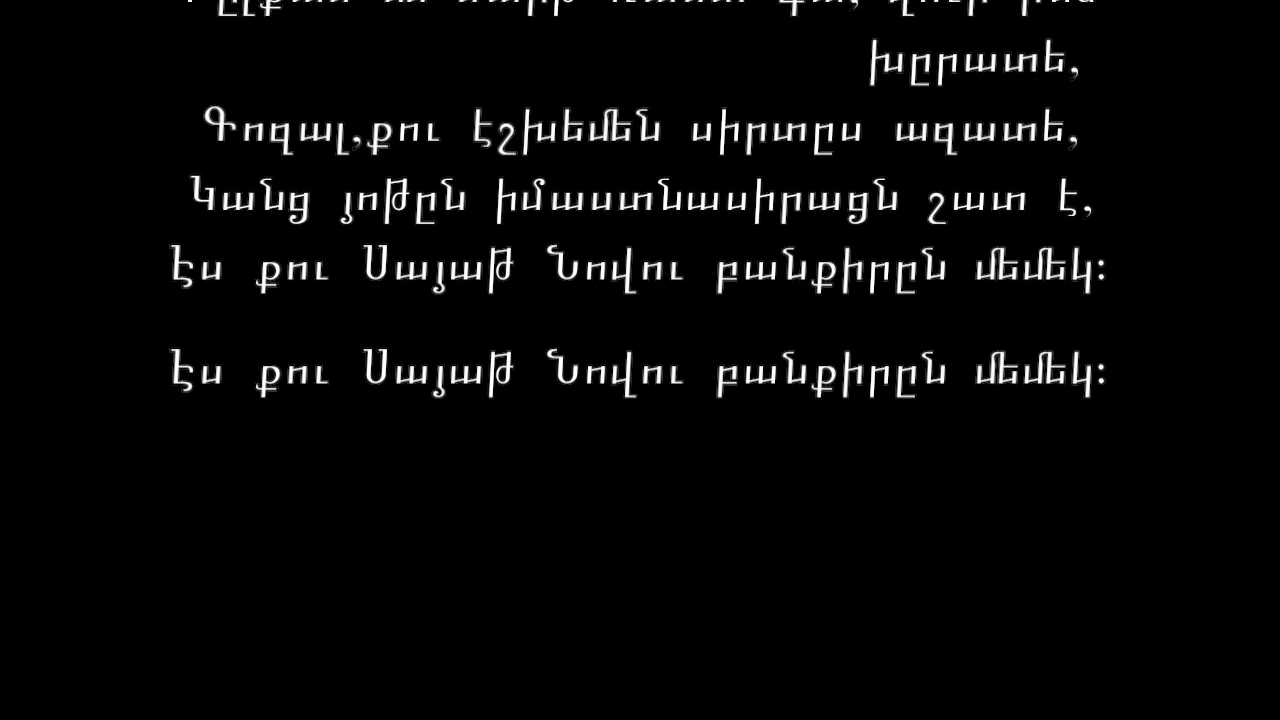 խըրատե,
Գոզալ,քու էշխեմեն սիրտըս ազատե,
Կանց յոթըն իմաստնասիրացն շատ է,
Էս քու Սայաթ Նովու բանքիրըն մեմեկ:
Էս քու Սայաթ Նովու բանքիրըն մեմեկ: